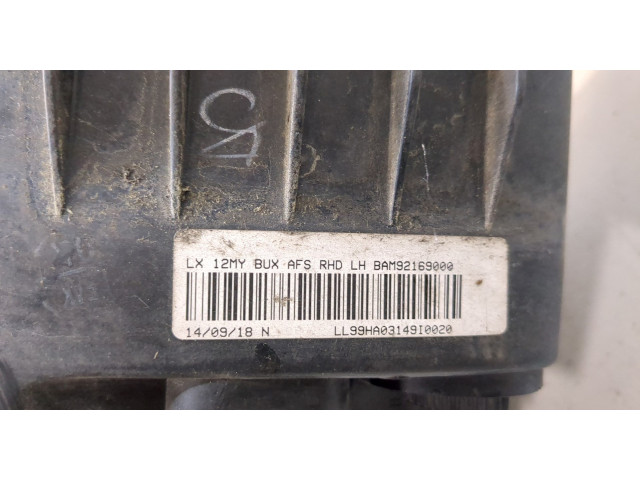 LX 12MY BUX AFS RHD LH BAM92169000
14/09/18 N LL99HA03149I0020